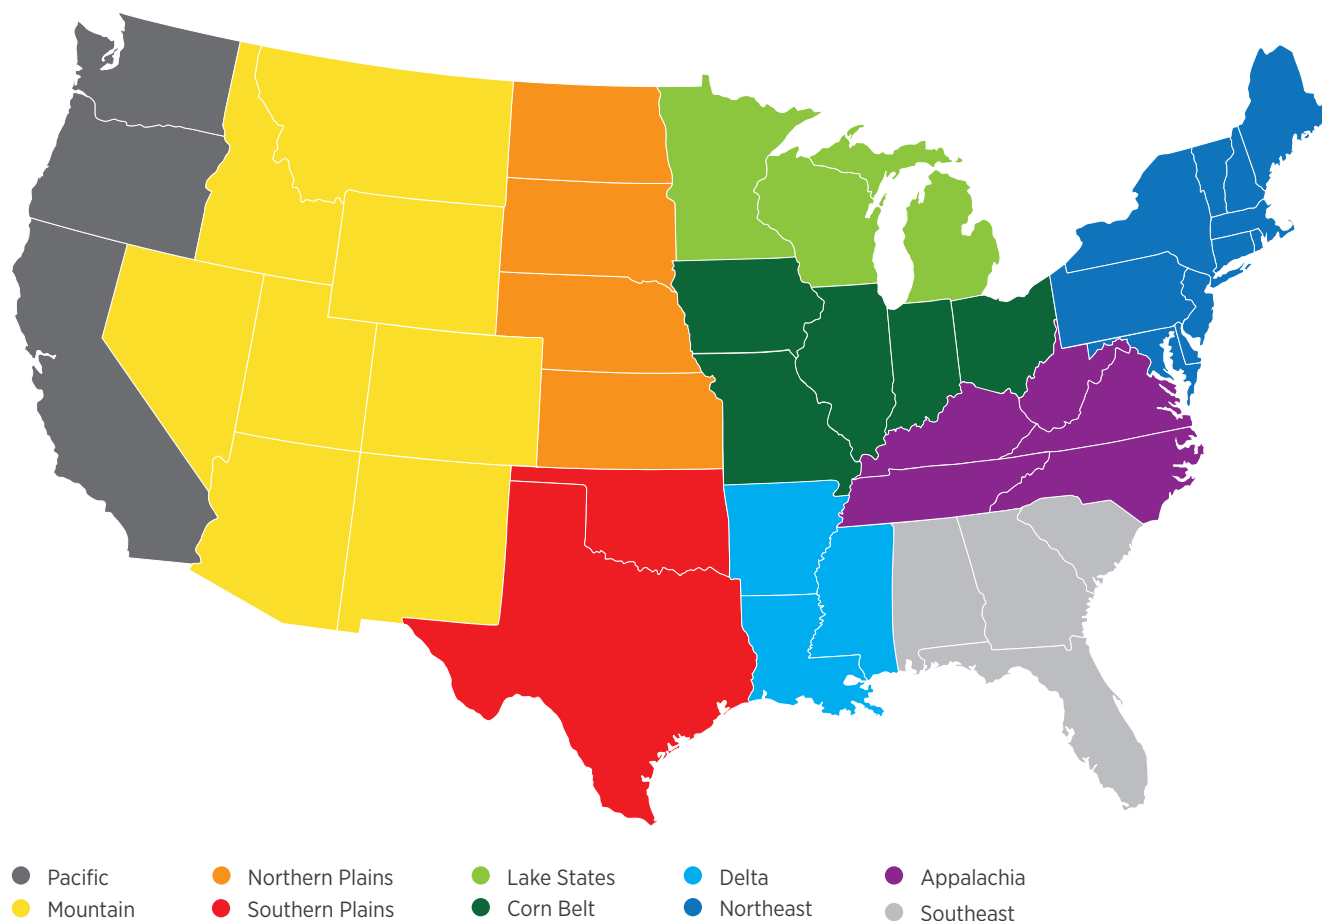 Pacific
Mountain
Northern Plains
Southern Plains
Lake States
Corn Belt
Delta
Northeast
Appalachia
Southeast